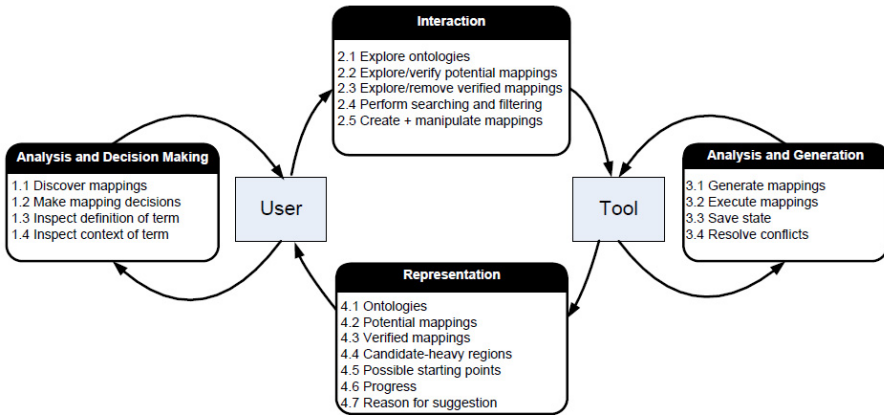 Interaction
2.1 Explore ontologies
2.2 Explore/verify potential mappings
2.3 Explore/remove verified mappings
2.4 Perform searching and filtering
2.5 Create + manipulate mappings
Analysis and Decision Making
1.1 Discover mappings
1.2 Make mapping decisions
1.3 Inspect definition of term
1.4 Inspect context of term
User
Tool
Analysis and Generation
3.1 Generate mappings
3.2 Execute mappings
3.3 Save state
3.4 Resolve conflicts
Representation
4.1 Ontologies
4.2 Potential mappings
4.3 Verified mappings
4.4 Candidate-heavy regions
4.5 Possible starting points
4.6 Progress
4.7 Reason for suggestion